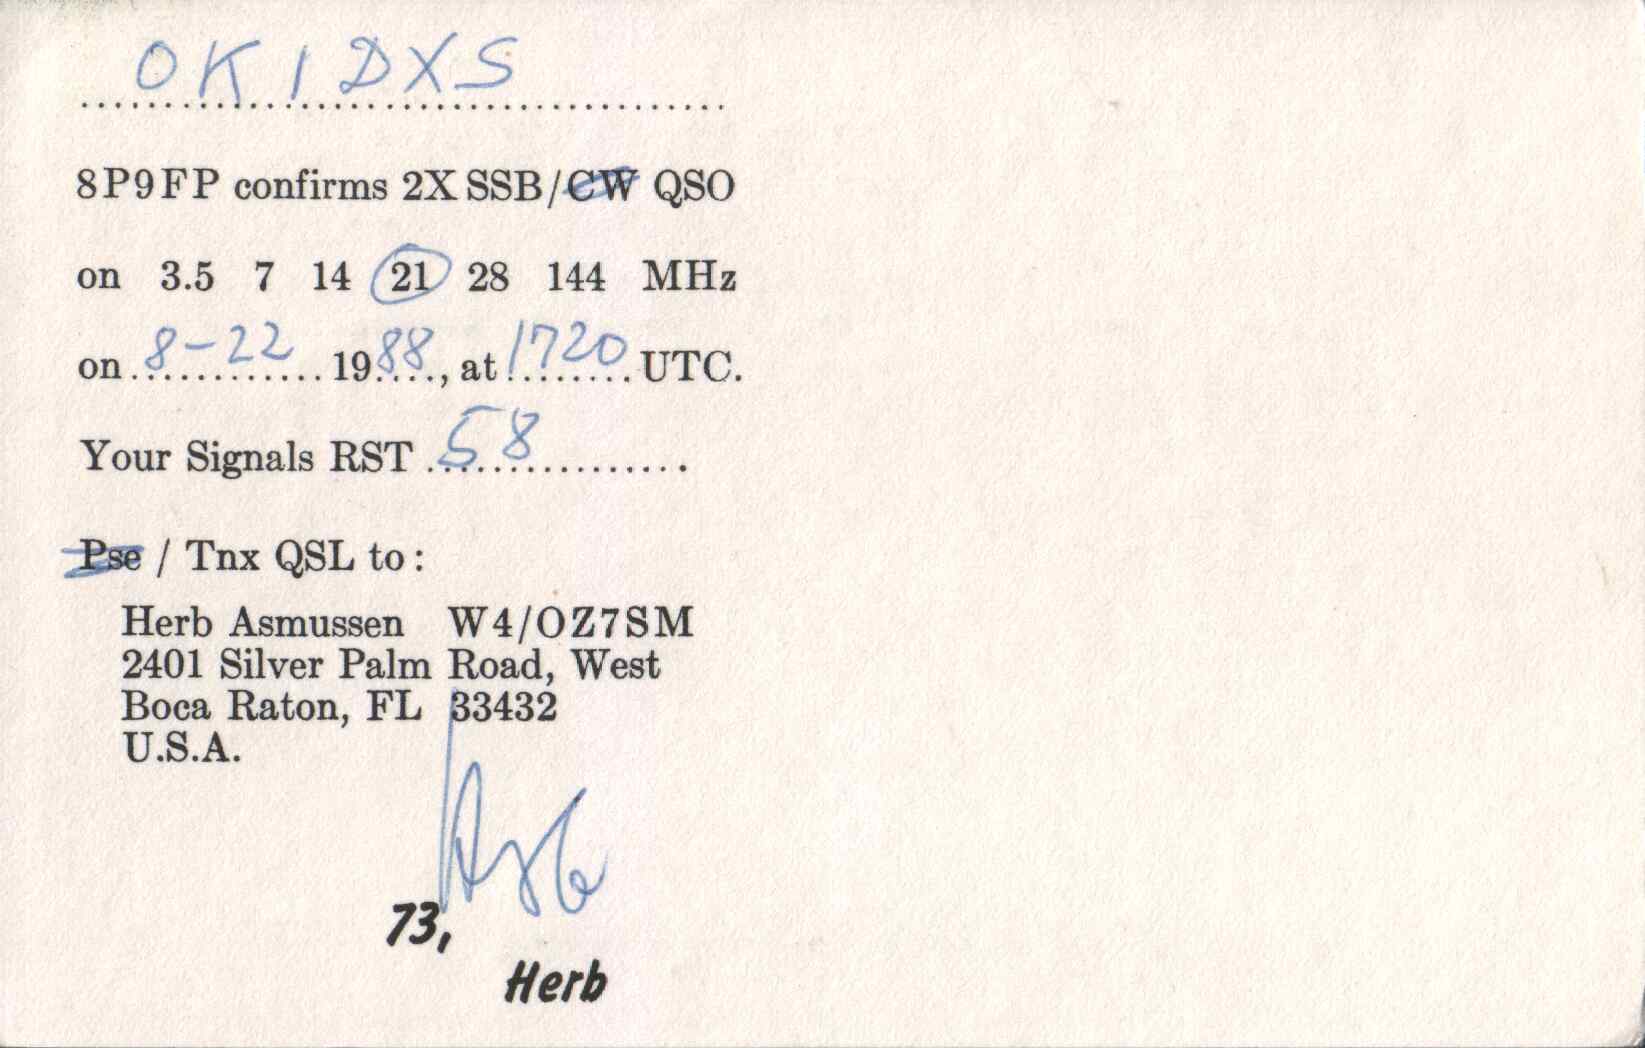 OK1DXS
8P9FP confirms 2X SSB/CW QSO
on 3.5 7 14 21 28 144 MHz
on 8-22 1988, at 1720 UTC.
Your Signals RST 58
Pse / Tnx QSL to:
Herb Asmussen W4/OZ7SM
2401 Silver Palm Road, West
Boca Raton, FL 33432
U.S.A.
Herb
73,
Herb